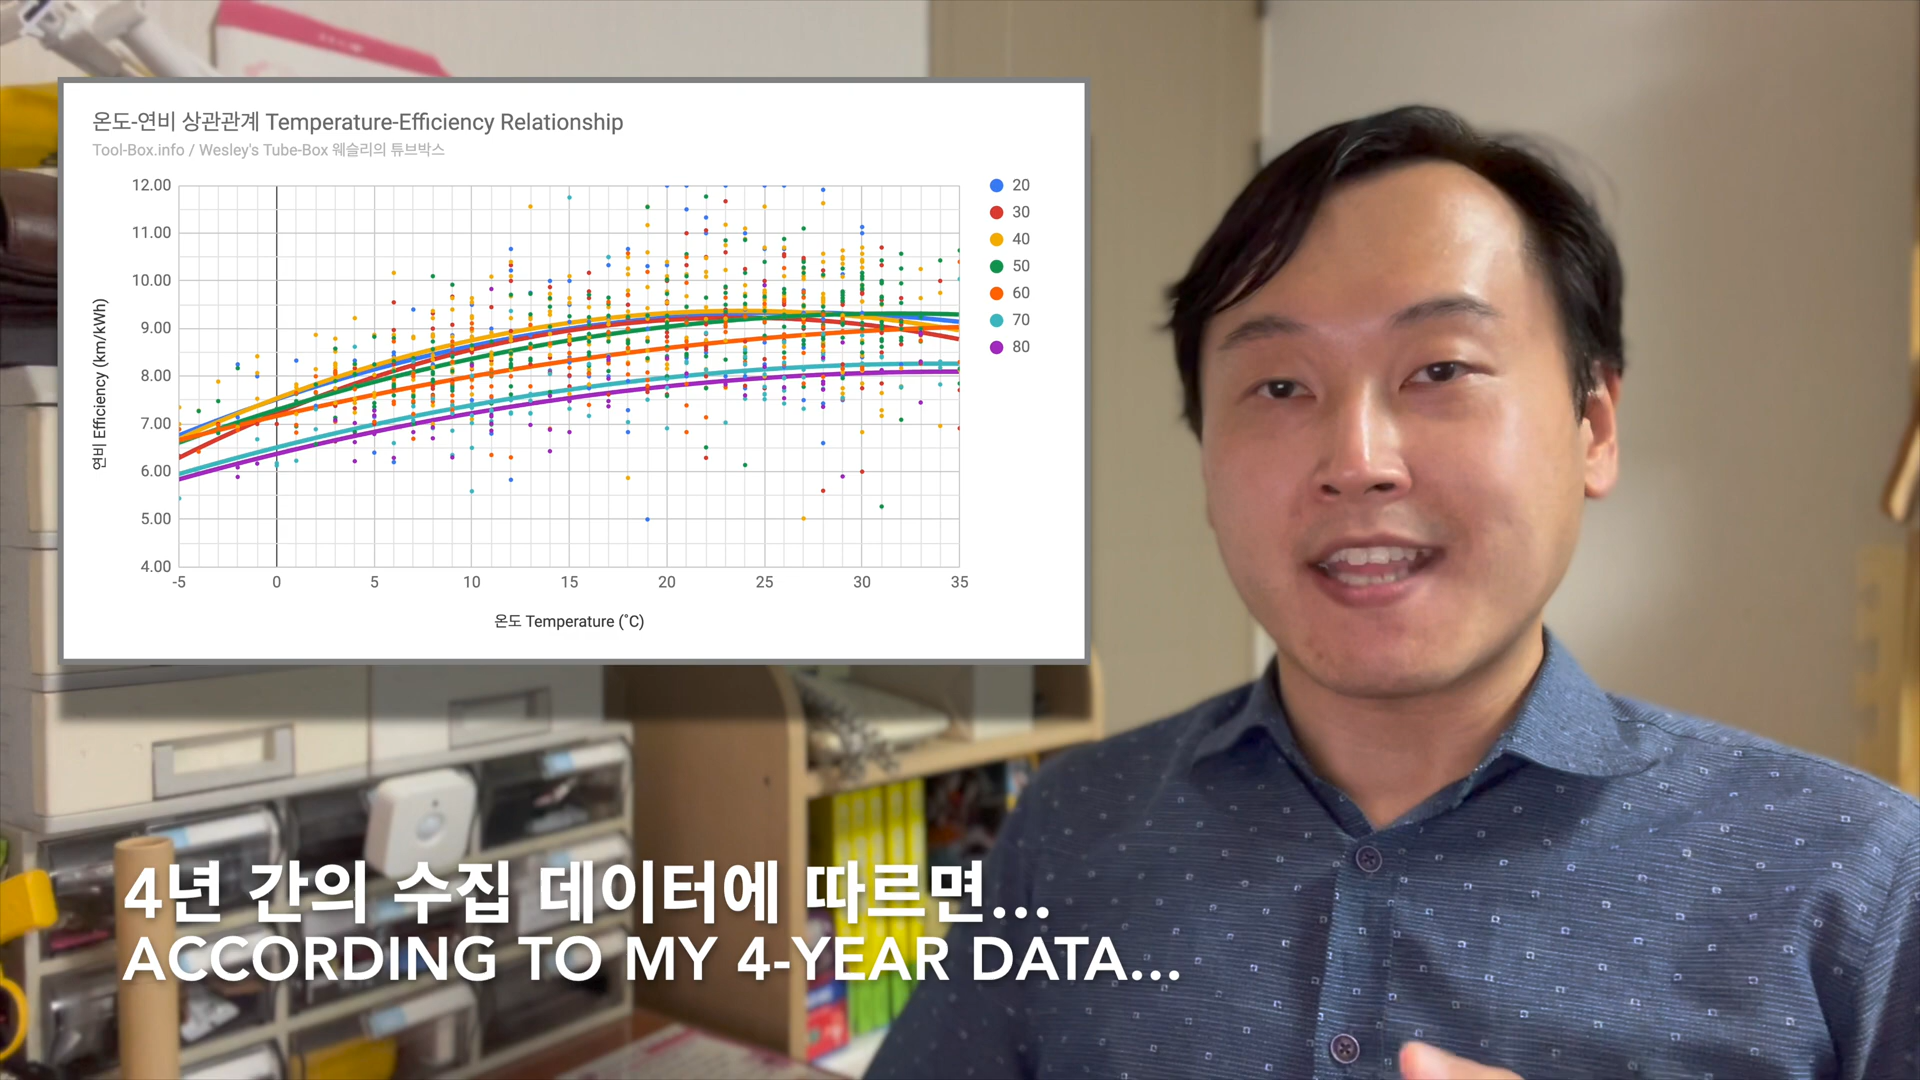 온도-연비 상관관계 Temperature-Efficiency Relationship
Tool-Box.info / Wesley's Tube-Box 웨슬리의 튜브박스
12.00
11.00
10.00
9.00
8.00
7.00
6.00
5.00
4.00
연비 Efficiency (km/kWh)
-5 0 5 10 15 20 25 30 35
온도 Temperature (˚C)
20
30
40
50
60
70
80
4년 간의 수집 데이터에 따르면...
ACCORDING TO MY 4-YEAR DATA...